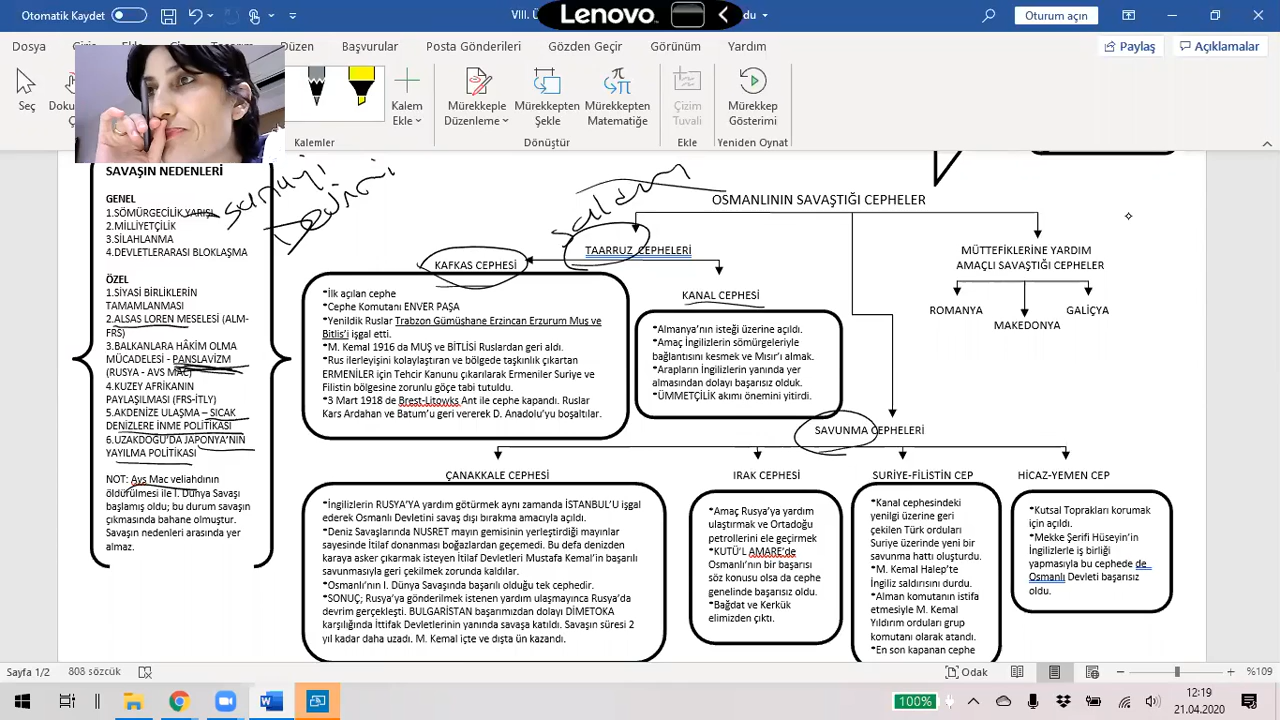 Otomatik Kaydet
VIII. Ü
Lenovo
du
Oturum açın
Dosya
Giriş
Ekle
Çiz
Tasarım
Düzen
Başvurular
Posta Gönderileri
Gözden Geçir
Görünüm
Yardım
Paylaş
Açıklamalar
Seç
Kalem
Ekle
Mürekkeple
Düzenleme
Mürekkepten
Şekle
Mürekkepten
Matematiğe
Çizim
Tuvali
Mürekkep
Gösterimi
Kalemler
Dönüştür
Ekle
Yeniden Oynat
SAVAŞIN NEDENLERİ
GENEL
1.SÖMÜRGECİLİK YARIŞI
2.MİLLİYETÇİLİK
3.SİLAHLANMA
4.DEVLETLERARASI BLOKLAŞMA
ÖZEL
1.SİYASİ BİRLİKLERİN
TAMAMLANMASI
2.ALSAS LOREN MESELESİ (ALM-
FRS)
3.BALKANLARA HÂKİM OLMA
MÜCADELESİ - PANSLAVİZM
(RUSYA - AVS MAC)
4.KUZEY AFRİKANIN
PAYLAŞILMASI (FRS-İTLY)
5.AKDENİZE ULAŞMA – SICAK
DENİZLERE İNME POLİTİKASI
6.UZAKDOĞU'DA JAPONYA'NIN
YAYILMA POLİTİKASI
NOT: Avs Mac veliahdının
öldürülmesi ile I. Dünya Savaşı
başlamış oldu; bu durum savaşın
çıkmasında bahane olmuştur.
Savaşın nedenleri arasında yer
almaz.
sanayi
saldırı
OSMANLININ SAVAŞTIĞI CEPHELER
TAARRUZ CEPHELERİ
KAFKAS CEPHESİ
*İlk açılan cephe
*Cephe Komutanı ENVER PAŞA
*Yenildik Ruslar Trabzon Gümüşhane Erzincan Erzurum Muş ve
Bitlis'i işgal etti.
*M. Kemal 1916 da MUŞ ve BİTLİSİ Ruslardan geri aldı.
*Rus ilerleyişini kolaylaştıran ve bölgede taşkınlık çıkartan
ERMENİLER için Tehcir Kanunu çıkarılarak Ermeniler Suriye ve
Filistin bölgesine zorunlu göçe tabi tutuldu.
*3 Mart 1918 de Brest-Litowks Ant ile cephe kapandı. Ruslar
Kars Ardahan ve Batum'u geri vererek D. Anadolu'yu boşaltılar.
KANAL CEPHESİ
*Almanya'nın isteği üzerine açıldı.
*Amaç İngilizlerin sömürgeleriyle
bağlantısını kesmek ve Mısır'ı almak.
*Arapların İngilizlerin yanında yer
almasından dolayı başarısız olduk.
*ÜMMETÇİLİK akımı önemini yitirdi.
MÜTTEFİKLERİNE YARDIM
AMAÇLI SAVAŞTIĞI CEPHELER
ROMANYA
MAKEDONYA
GALİÇYA
SAVUNMA CEPHELERİ
ÇANAKKALE CEPHESİ
*İngilizlerin RUSYA'YA yardım götürmek aynı zamanda İSTANBUL'U işgal
ederek Osmanlı Devletini savaş dışı bırakma amacıyla açıldı.
*Deniz Savaşlarında NUSRET mayın gemisinin yerleştirdiği mayınlar
sayesinde İtilaf donanması boğazlardan geçemedi. Bu defa denizden
karaya asker çıkarmak isteyen İtilaf Devletleri Mustafa Kemal'in başarılı
savunmasıyla geri çekilmek zorunda kaldılar.
*Osmanlı'nın I. Dünya Savaşında başarılı olduğu tek cephedir.
*SONUÇ; Rusya'ya gönderilmek istenen yardım ulaşmayınca Rusya'da
devrim gerçekleşti. BULGARİSTAN başarımızdan dolayı DİMETOKA
karşılığında İttifak Devletlerinin yanında savaşa katıldı. Savaşın süresi 2
yıl kadar daha uzadı. M. Kemal içte ve dışta ün kazandı.
IRAK CEPHESİ
*Amaç Rusya'ya yardım
ulaştırmak ve Ortadoğu
petrollerini ele geçirmek
*KUTÜ'L AMARE'de
Osmanlı'nın bir başarısı
söz konusu olsa da cephe
genelinde başarısız oldu.
*Bağdat ve Kerkük
elimizden çıktı.
SURİYE-FİLİSTİN CEP
*Kanal cephesindeki
yenilgi üzerine geri
çekilen Türk orduları
Suriye üzerinde yeni bir
savunma hattı oluşturdu.
*M. Kemal Halep'te
İngiliz saldırısını durdu.
*Alman komutanın istifa
etmesiyle M. Kemal
Yıldırım orduları grup
komutanı olarak atandı.
*En son kapanan cephe
HİCAZ-YEMEN CEP
*Kutsal Toprakları korumak
için açıldı.
*Mekke Şerifi Hüseyin'in
İngilizlerle iş birliği
yapmasıyla bu cephede de
Osmanlı Devleti başarısız
oldu.
Sayfa 1/2
808 sözcük
Odak
%109
100%
12:19
21.04.2020